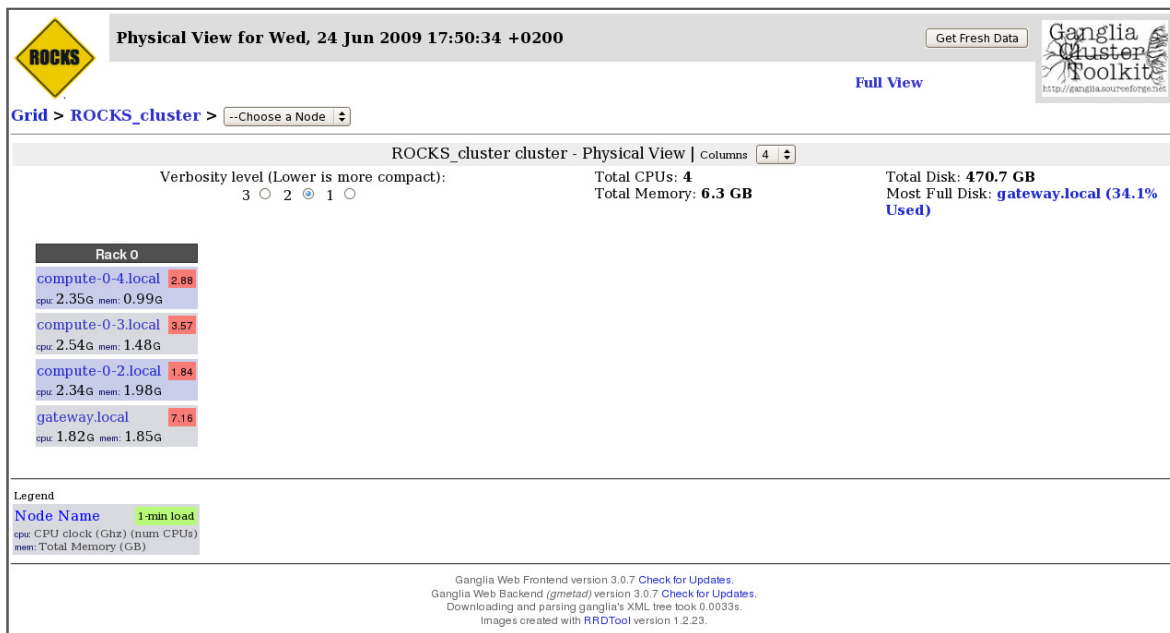 ROCKS
Physical View for Wed, 24 Jun 2009 17:50:34 +0200
Get Fresh Data
Ganglia
Cluster
Toolkit
http://ganglia.sourceforge.net
Full View
Grid > ROCKS_cluster > --Choose a Node
ROCKS_cluster cluster - Physical View | Columns 4
Verbosity level (Lower is more compact):
3 2 1
Total CPUs: 4
Total Memory: 6.3 GB
Total Disk: 470.7 GB
Most Full Disk: gateway.local (34.1%
Used)
Rack 0
compute-0-4.local 2.88
cpu: 2.35G mem: 0.99G
compute-0-3.local 3.57
cpu: 2.54G mem: 1.48G
compute-0-2.local 1.84
cpu: 2.34G mem: 1.98G
gateway.local 7.16
cpu: 1.82G mem: 1.85G
Legend
Node Name 1-min load
cpu: CPU clock (Ghz) (num CPUs)
mem: Total Memory (GB)
Ganglia Web Frontend version 3.0.7 Check for Updates.
Ganglia Web Backend (gmetad) version 3.0.7 Check for Updates.
Downloading and parsing ganglia's XML tree took 0.0033s.
Images created with RRDTool version 1.2.23.